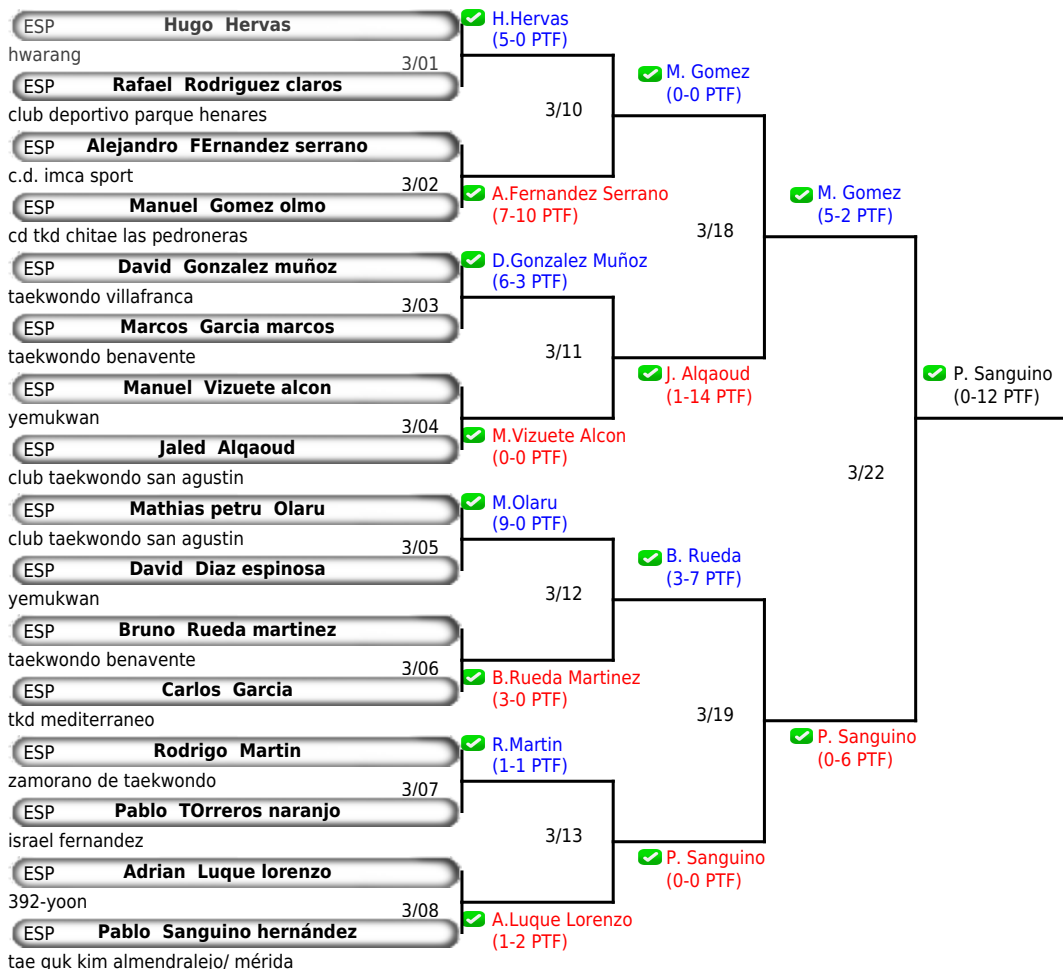 ESP Hugo Hervas
hwarang
3/01
ESP Rafael Rodriguez claros
club deportivo parque henares
ESP Alejandro FErnandez serrano
c.d. imca sport
3/02
ESP Manuel Gomez olmo
cd tkd chitae las pedroneras
ESP David Gonzalez muñoz
taekwondo villafranca
3/03
ESP Marcos Garcia marcos
taekwondo benavente
ESP Manuel Vizuete alcon
yemukwan
3/04
ESP Jaled Alqaoud
club taekwondo san agustin
ESP Mathias petru Olaru
club taekwondo san agustin
3/05
ESP David Diaz espinosa
yemukwan
ESP Bruno Rueda martinez
taekwondo benavente
3/06
ESP Carlos Garcia
tkd mediterraneo
ESP Rodrigo Martin
zamorano de taekwondo
3/07
ESP Pablo TOrreros naranjo
israel fernandez
ESP Adrian Luque lorenzo
392-yoon
3/08
ESP Pablo Sanguino hernández
tae guk kim almendralejo/ mérida
H.Hervas
(5-0 PTF)
3/10
A.Fernandez Serrano
(7-10 PTF)
D.Gonzalez Muñoz
(6-3 PTF)
3/11
M.Vizuete Alcon
(0-0 PTF)
M.Olaru
(9-0 PTF)
3/12
B.Rueda Martinez
(3-0 PTF)
R.Martin
(1-1 PTF)
3/13
A.Luque Lorenzo
(1-2 PTF)
M. Gomez
(0-0 PTF)
3/18
J. Alqaoud
(1-14 PTF)
B. Rueda
(3-7 PTF)
3/19
P. Sanguino
(0-0 PTF)
M. Gomez
(5-2 PTF)
3/22
P. Sanguino
(0-6 PTF)
P. Sanguino
(0-12 PTF)